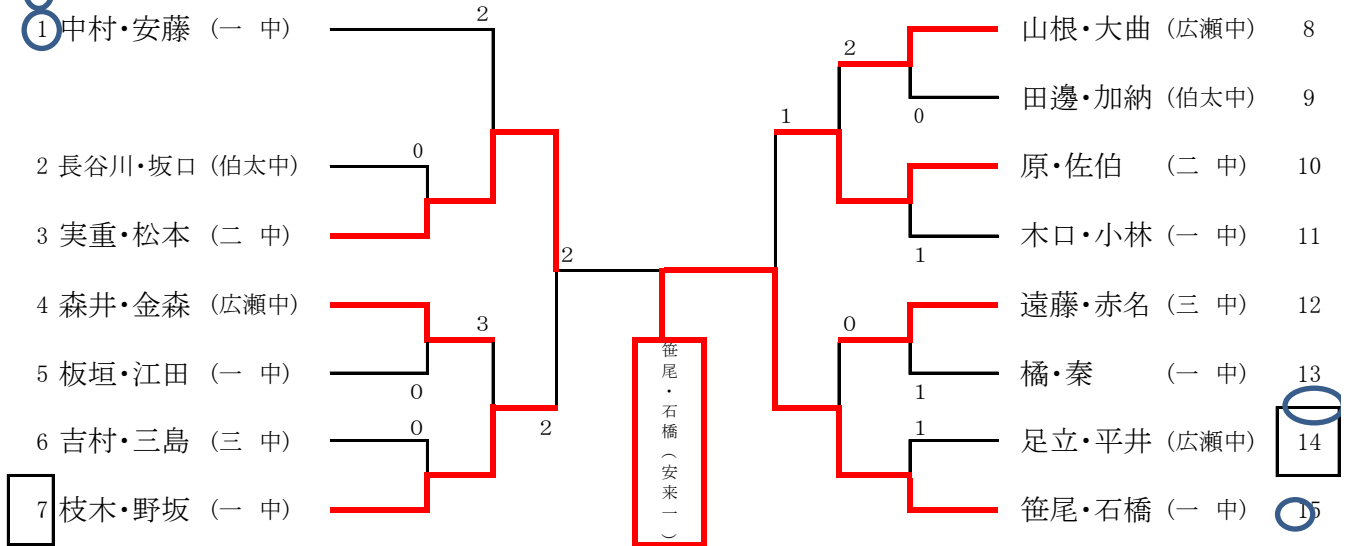 1 中村・安藤 (一 中)
2
2 長谷川・坂口 (伯太中)
0
3 実重・松本 (二 中)
2
4 森井・金森 (広瀬中)
3
5 板垣・江田 (一 中)
0
6 吉村・三島 (三 中)
0
2
7 枝木・野坂 (一 中)
笹尾・石橋(安来一)
山根・大曲 (広瀬中) 8
2
田邊・加納 (伯太中) 9
0
1
原・佐伯 (二 中) 10
木口・小林 (一 中) 11
1
遠藤・赤名 (三 中) 12
0
橘・秦 (一 中) 13
1
足立・平井 (広瀬中) 14
1
笹尾・石橋 (一 中) 15